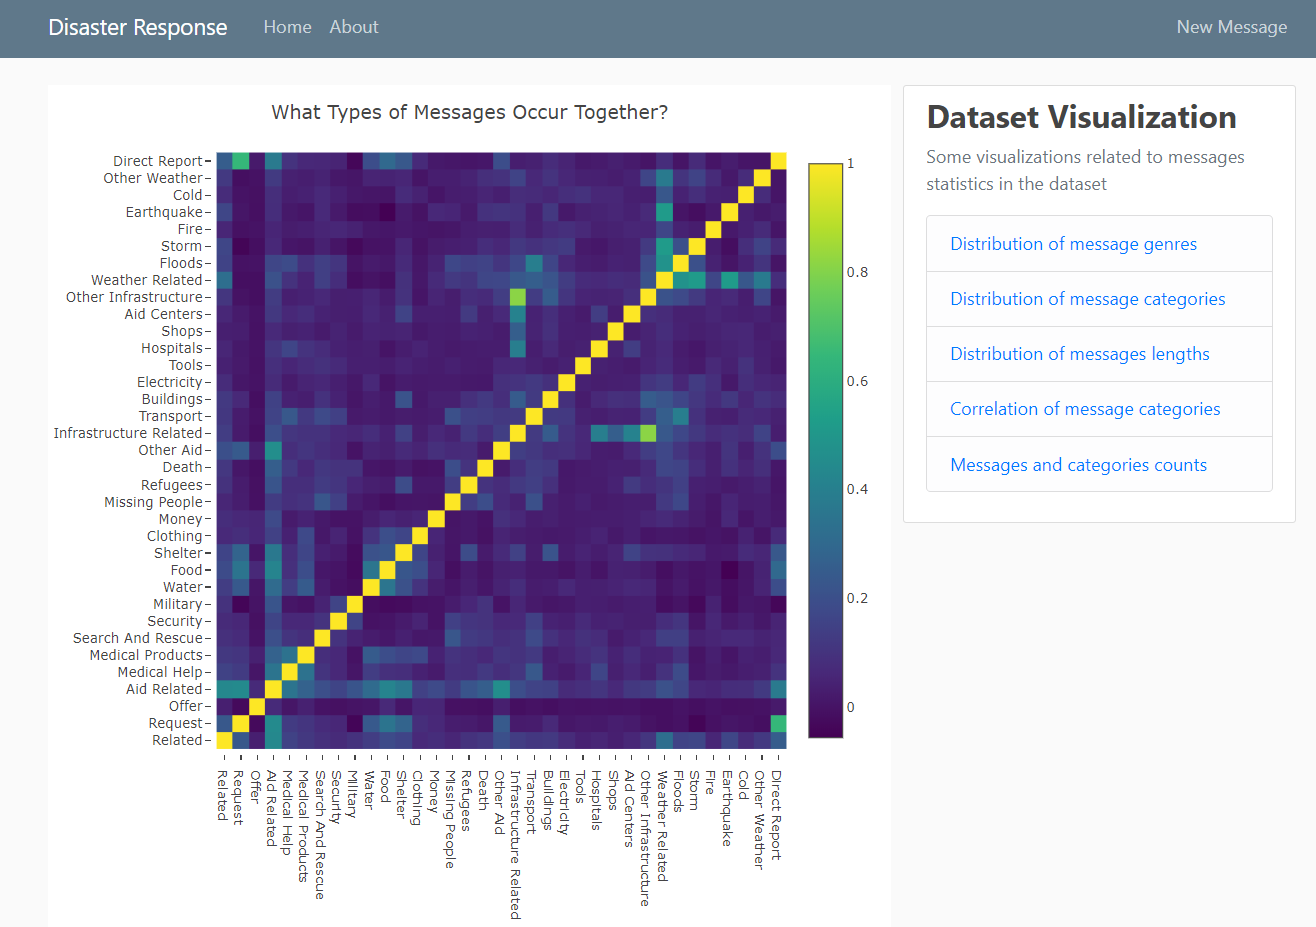 Disaster Response
Home
About
New Message
What Types of Messages Occur Together?
Direct Report
Other Weather
Cold
Earthquake
Fire
Storm
Floods
Weather Related
Other Infrastructure
Aid Centers
Shops
Hospitals
Tools
Electricity
Buildings
Transport
Infrastructure Related
Other Aid
Death
Refugees
Missing People
Money
Clothing
Shelter
Food
Water
Military
Security
Search And Rescue
Medical Products
Medical Help
Aid Related
Offer
Request
Related
Related
Request
Offer
Aid Related
Medical Help
Medical Products
Search And Rescue
Security
Military
Water
Food
Shelter
Clothing
Money
Missing People
Refugees
Death
Other Aid
Infrastructure Related
Transport
Buildings
Electricity
Tools
Hospitals
Shops
Aid Centers
Other Infrastructure
Weather Related
Floods
Storm
Fire
Earthquake
Cold
Other Weather
Direct Report
1
0.8
0.6
0.4
0.2
0
Dataset Visualization
Some visualizations related to messages
statistics in the dataset
Distribution of message genres
Distribution of message categories
Distribution of messages lengths
Correlation of message categories
Messages and categories counts